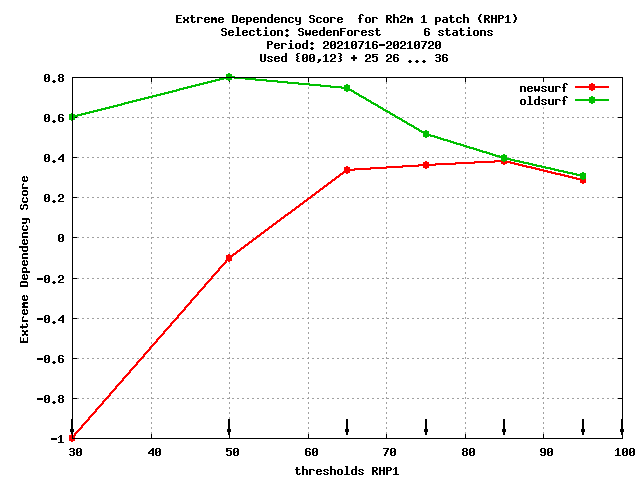 Extreme Dependency Score  for Rh2m 1 patch (RHP1)
Selection: SwedenForest      6 stations
Period: 20210716-20210720
Used {00,12} + 25 26 ... 36
newsurf
oldsurf
0.8
0.6
0.4
0.2
0
-0.2
-0.4
-0.6
-0.8
-1
Extreme Dependency Score
30 40 50 60 70 80 90 100
thresholds RHP1